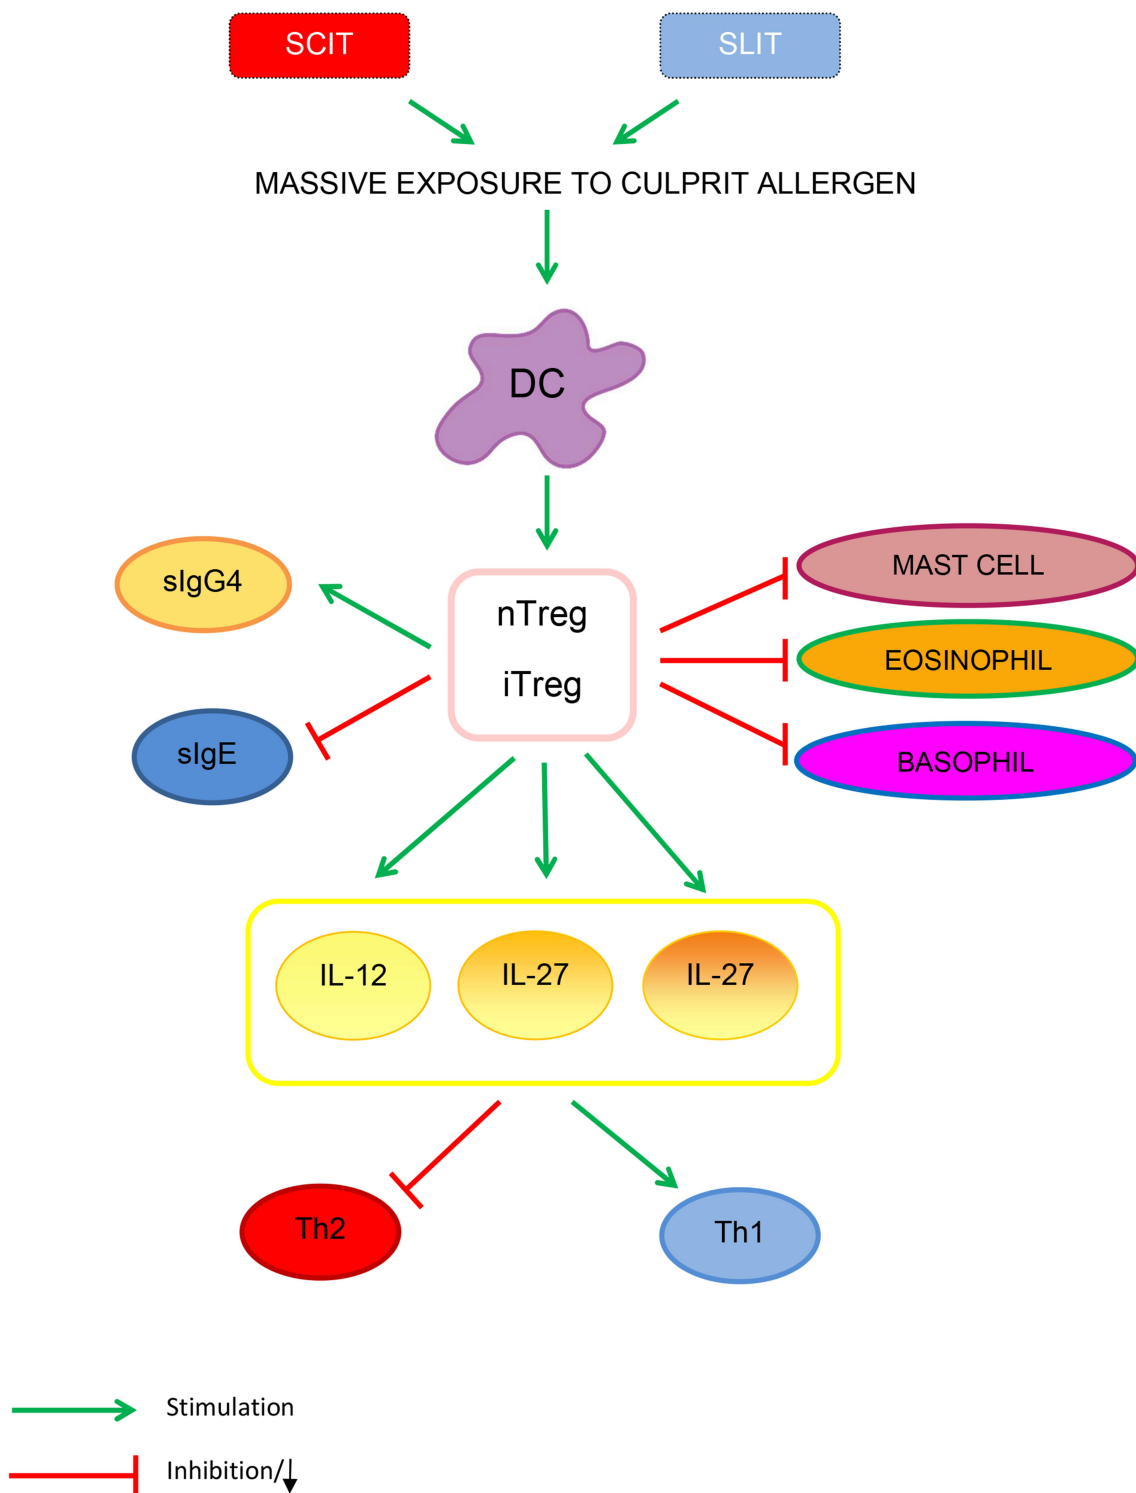 SCIT
SLIT
MASSIVE EXPOSURE TO CULPRIT ALLERGEN
DC
sIgG4
nTreg
iTreg
MAST CELL
EOSINOPHIL
sIgE
BASOPHIL
IL-12
IL-27
IL-27
Th2
Th1
Stimulation
Inhibition/↓